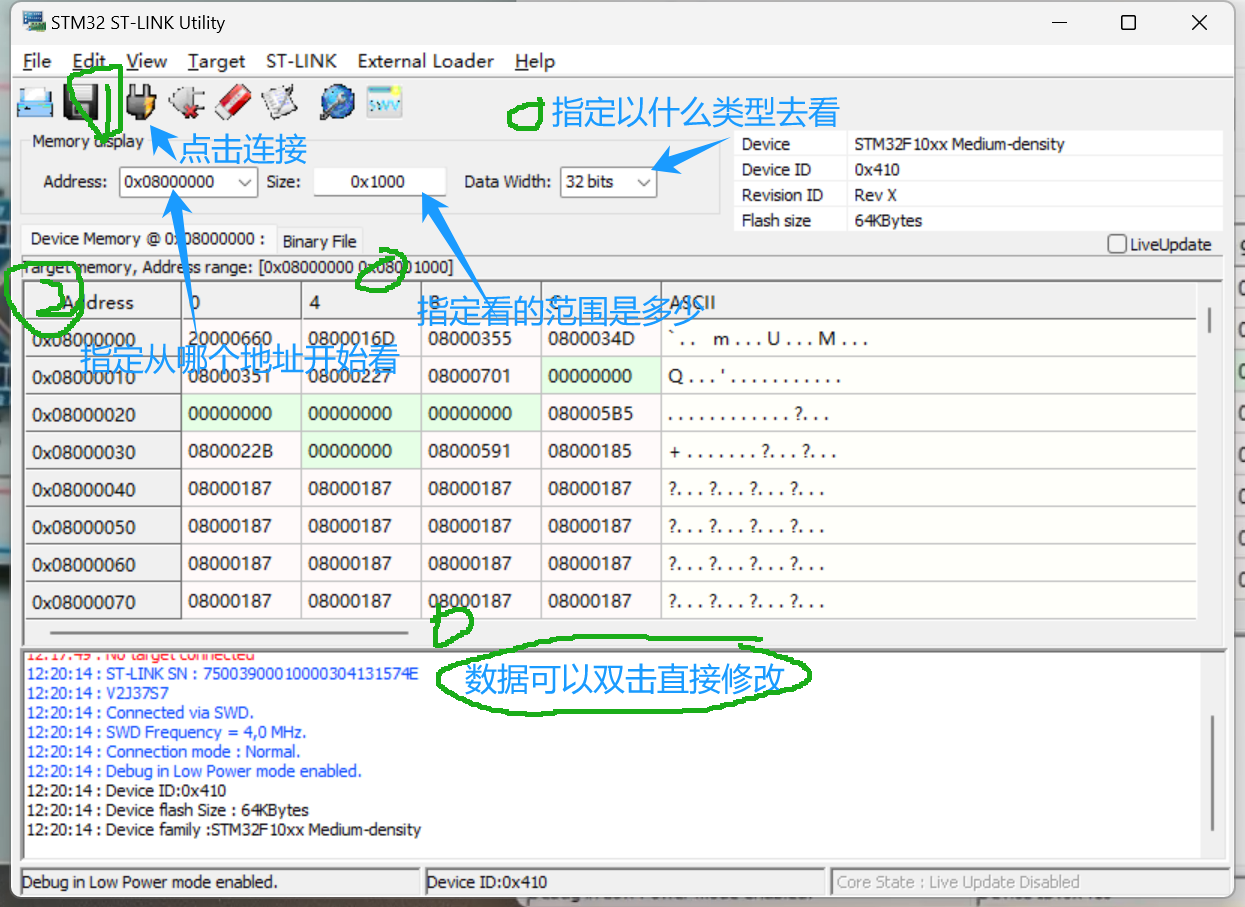 STM32 ST-LINK Utility
File Edit View Target ST-LINK External Loader Help
指定以什么类型去看
点击连接
Memory display
Address: 0x08000000 Size: 0x1000 Data Width: 32 bits
Device STM32F10xx Medium-density
Device ID 0x410
Revision ID Rev X
Flash size 64KBytes
LiveUpdate
Device Memory @ 0x08000000 : Binary File
Target memory, Address range: [0x08000000 0x08001000]
Address 0 4 8 C ASCII
指定看的范围是多少
0x08000000 20000660 0800016D 08000355 0800034D `.. m...U...M...
指定从哪个地址开始看
0x08000010 08000351 08000227 08000701 00000000 Q...'...........
0x08000020 00000000 00000000 00000000 080005B5 ............?...
0x08000030 0800022B 00000000 08000591 08000185 +.......?...?...
0x08000040 08000187 08000187 08000187 08000187 ?...?...?...?...
0x08000050 08000187 08000187 08000187 08000187 ?...?...?...?...
0x08000060 08000187 08000187 08000187 08000187 ?...?...?...?...
0x08000070 08000187 08000187 08000187 08000187 ?...?...?...?...
数据可以双击直接修改
12:17:49 : No target connected
12:20:14 : ST-LINK SN : 75003900010000304131574E
12:20:14 : V2J37S7
12:20:14 : Connected via SWD.
12:20:14 : SWD Frequency = 4,0 MHz.
12:20:14 : Connection mode : Normal.
12:20:14 : Debug in Low Power mode enabled.
12:20:14 : Device ID:0x410
12:20:14 : Device flash Size : 64KBytes
12:20:14 : Device family :STM32F10xx Medium-density
Debug in Low Power mode enabled. Device ID:0x410 Core State : Live Update Disabled